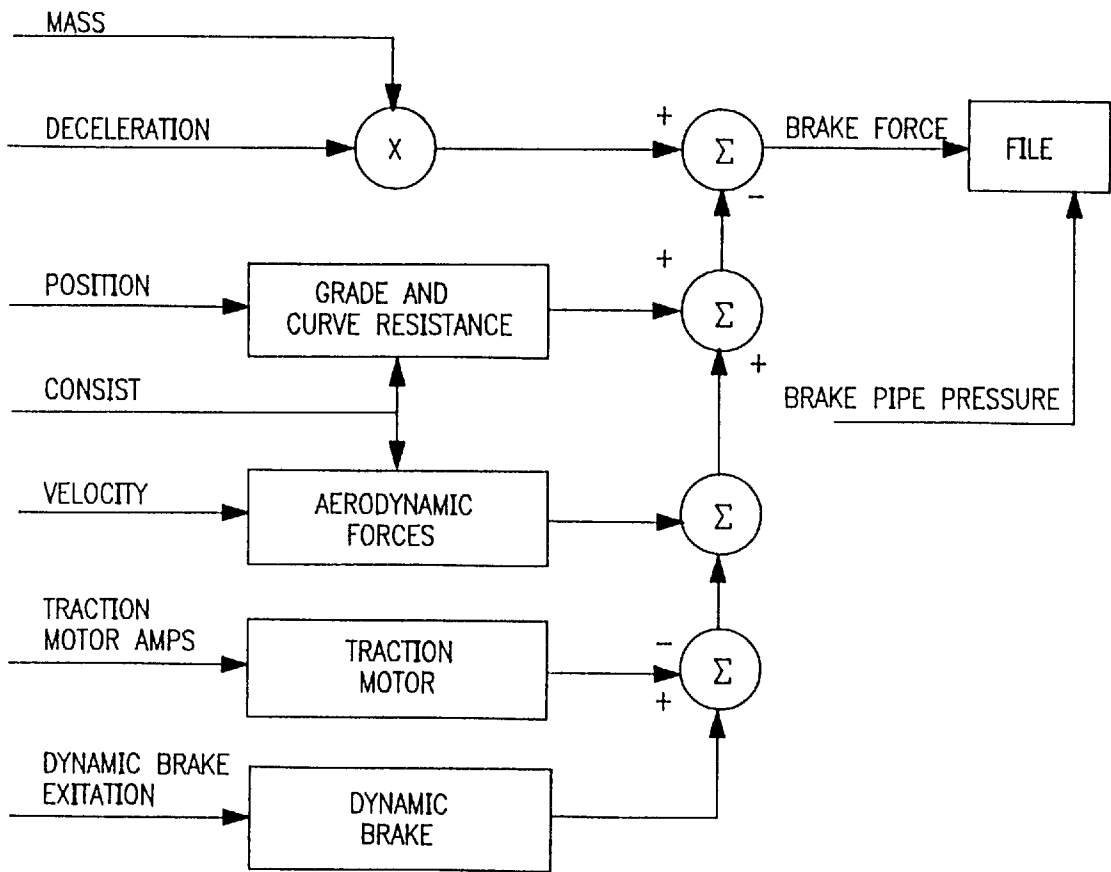 MASS
DECELERATION
X
+
Σ
BRAKE FORCE
FILE
-
POSITION
GRADE AND
CURVE RESISTANCE
+
Σ
+
CONSIST
BRAKE PIPE PRESSURE
VELOCITY
AERODYNAMIC
FORCES
Σ
TRACTION
MOTOR AMPS
TRACTION
MOTOR
-
Σ
+
DYNAMIC BRAKE
EXITATION
DYNAMIC
BRAKE